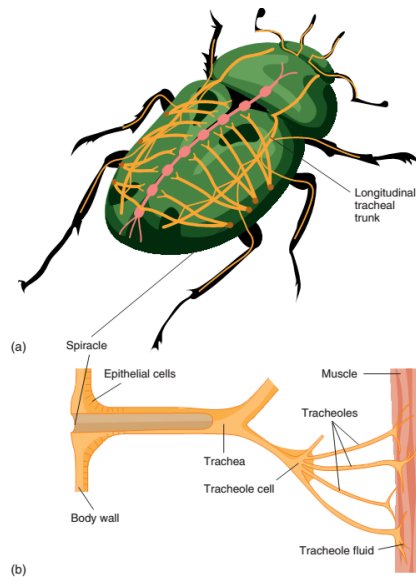 Longitudinal
tracheal
trunk
(a)
Spiracle
Epithelial cells
Muscle
Tracheoles
Trachea
Tracheole cell
Body wall
Tracheole fluid
(b)